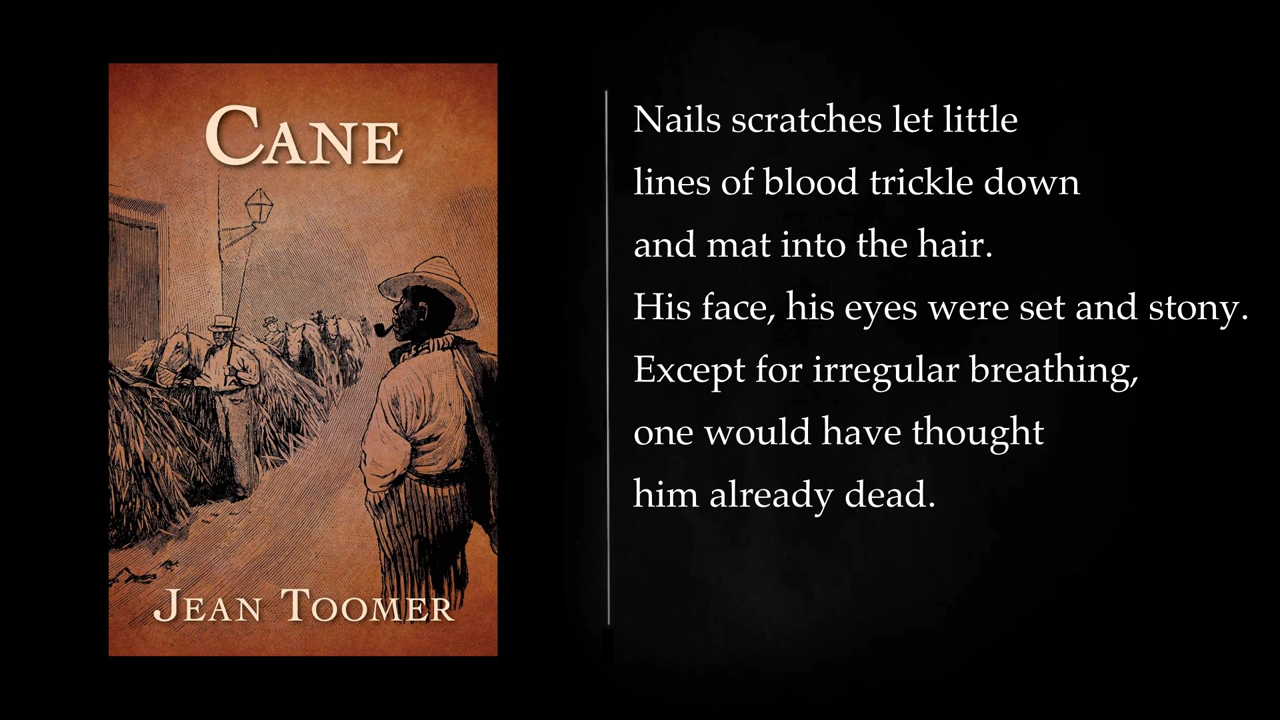 CANE
JEAN TOOMER
Nails scratches let little
lines of blood trickle down
and mat into the hair.
His face, his eyes were set and stony.
Except for irregular breathing,
one would have thought
him already dead.